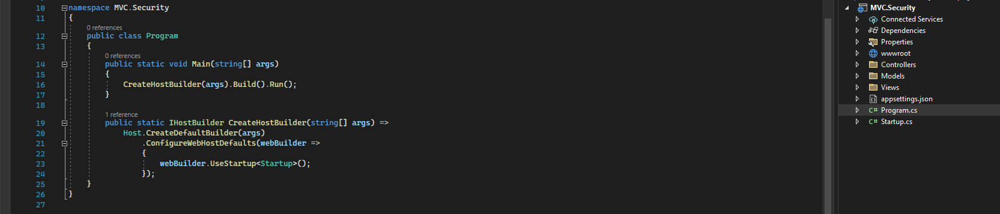 10 namespace MVC.Security
11 {
0 references
12 public class Program
13 {
0 references
14 public static void Main(string[] args)
15 {
16 CreateHostBuilder(args).Build().Run();
17 }
18
1 reference
19 public static IHostBuilder CreateHostBuilder(string[] args) =>
20 Host.CreateDefaultBuilder(args)
21 .ConfigureWebHostDefaults(webBuilder =>
22 {
23 webBuilder.UseStartup<Startup>();
24 });
25 }
26 }
27
MVC.Security
Connected Services
Dependencies
Properties
wwwroot
Controllers
Models
Views
appsettings.json
C# Program.cs
C# Startup.cs